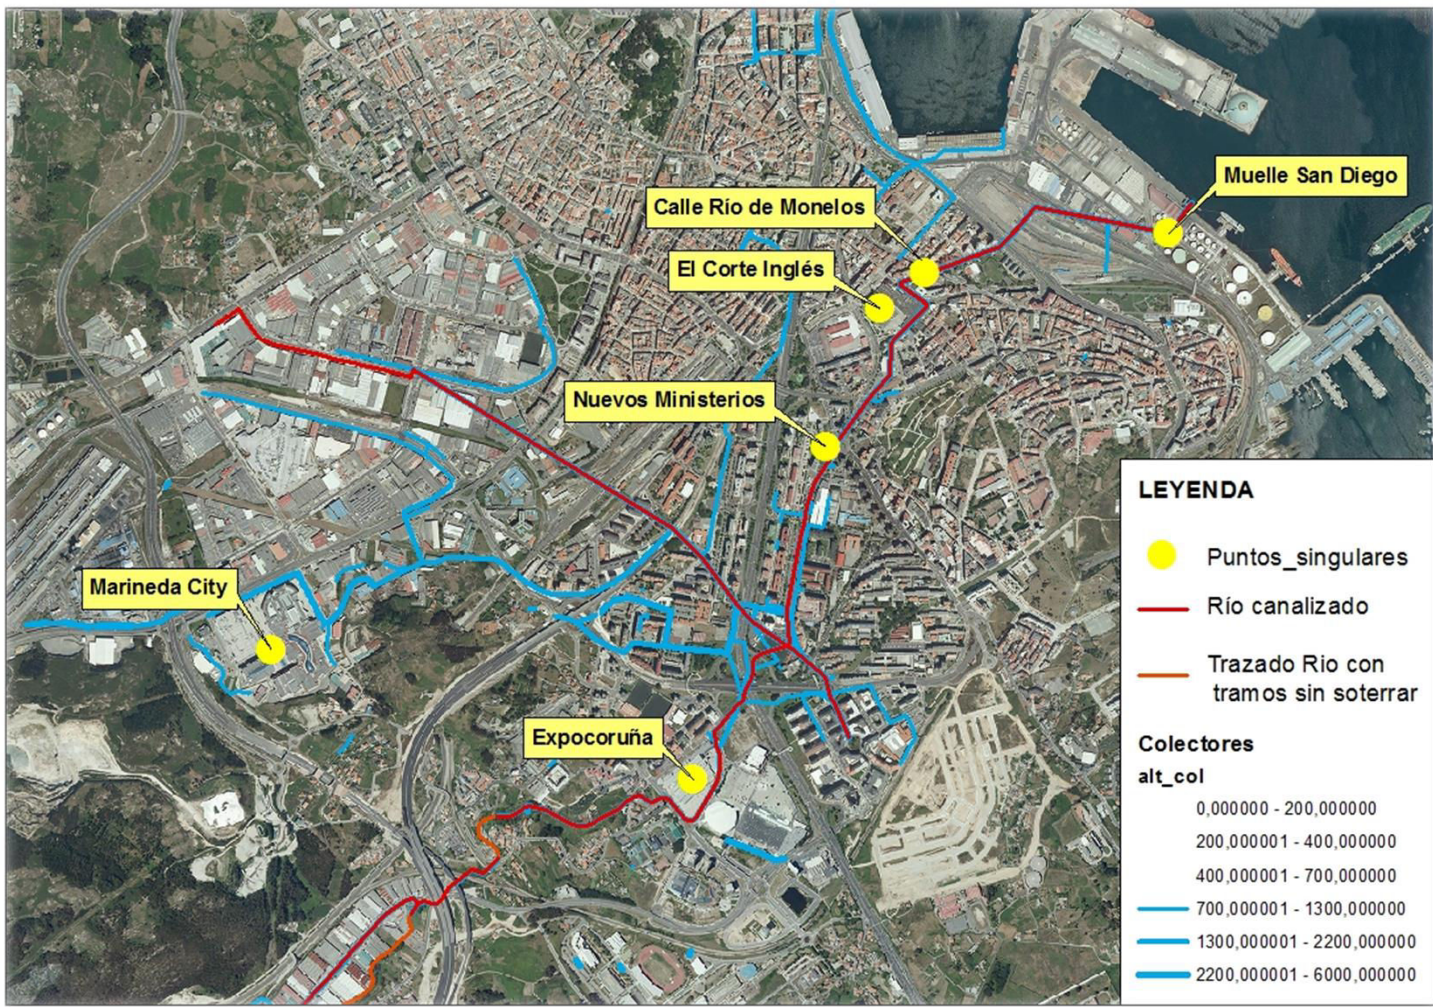 Muelle San Diego
Calle Río de Monelos
El Corte Inglés
Nuevos Ministerios
Marineda City
Expocoruña
LEYENDA
Puntos_singulares
Río canalizado
Trazado Rio con
tramos sin soterrar
Colectores
alt_col
0,000000 - 200,000000
200,000001 - 400,000000
400,000001 - 700,000000
700,000001 - 1300,000000
1300,000001 - 2200,000000
2200,000001 - 6000,000000